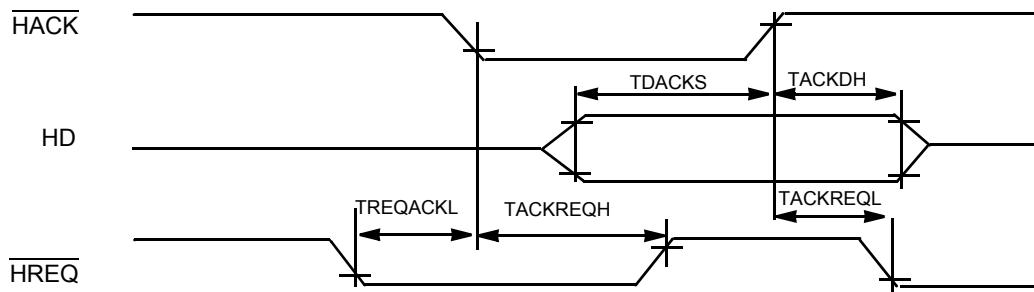 HACK
TDACKS
TACKDH
HD
TREQACKL
TACKREQH
TACKREQL
HREQ